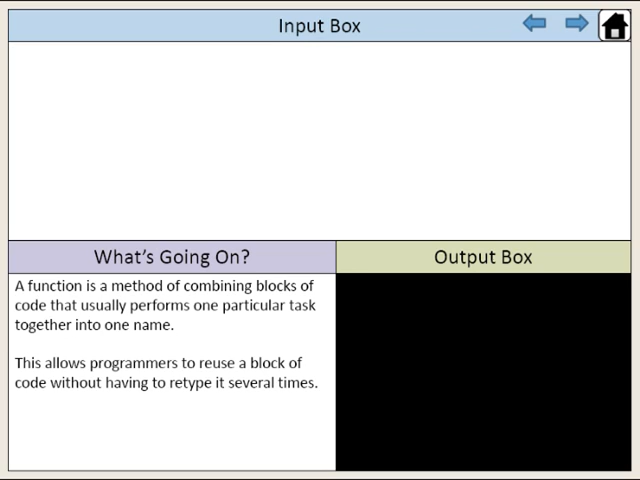 Input Box
What's Going On?
Output Box
A function is a method of combining blocks of
code that usually performs one particular task
together into one name.
This allows programmers to reuse a block of
code without having to retype it several times.